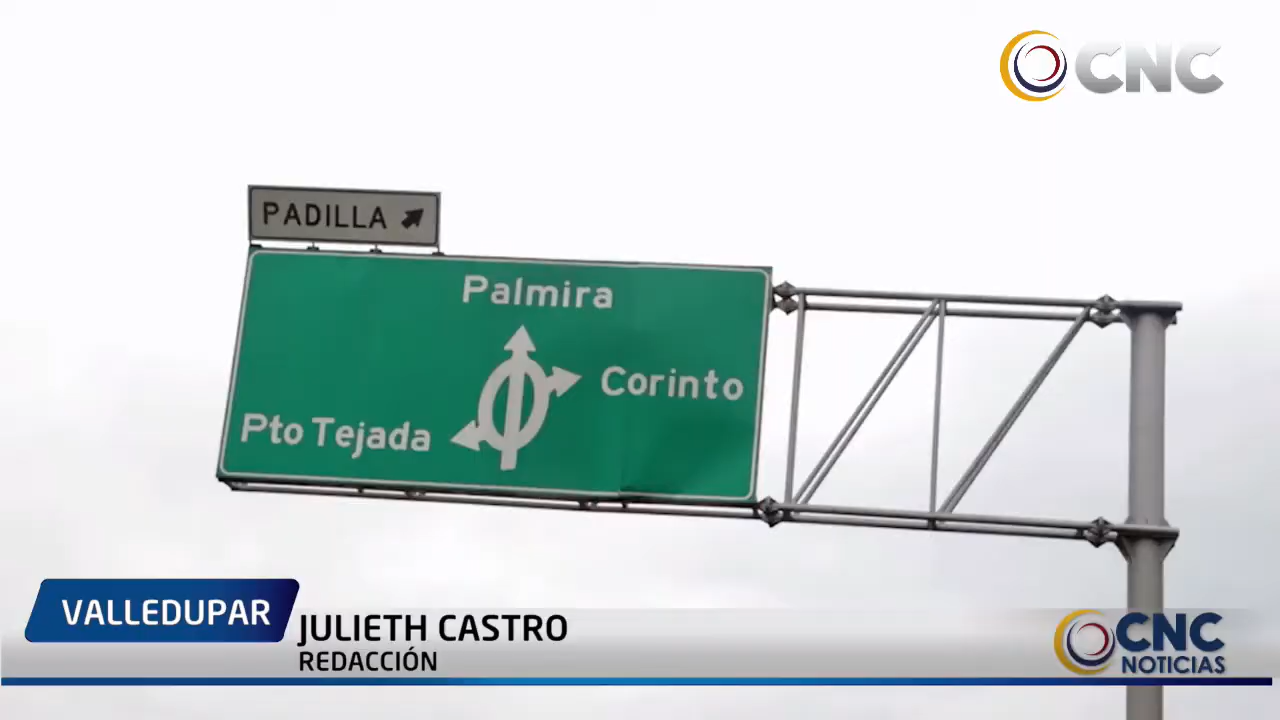 CNC
PADILLA
Palmira
Corinto
Pto Tejada
VALLEDUPAR
JULIETH CASTRO
REDACCIÓN
CNC
NOTICIAS